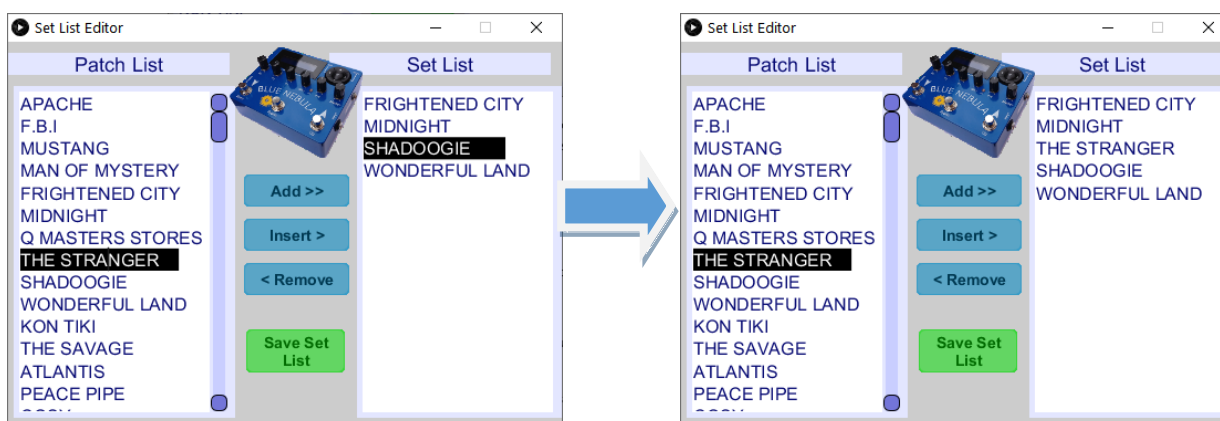 Set List Editor
Patch List
Set List
APACHE
F.B.I
MUSTANG
MAN OF MYSTERY
FRIGHTENED CITY
MIDNIGHT
Q MASTERS STORES
THE STRANGER
SHADOOGIE
WONDERFUL LAND
KON TIKI
THE SAVAGE
ATLANTIS
PEACE PIPE
BLUE NEBULA
Add >>
Insert >
< Remove
Save Set
List
FRIGHTENED CITY
MIDNIGHT
SHADOOGIE
WONDERFUL LAND
Set List Editor
Patch List
Set List
APACHE
F.B.I
MUSTANG
MAN OF MYSTERY
FRIGHTENED CITY
MIDNIGHT
Q MASTERS STORES
THE STRANGER
SHADOOGIE
WONDERFUL LAND
KON TIKI
THE SAVAGE
ATLANTIS
PEACE PIPE
BLUE NEBULA
Add >>
Insert >
< Remove
Save Set
List
FRIGHTENED CITY
MIDNIGHT
THE STRANGER
SHADOOGIE
WONDERFUL LAND